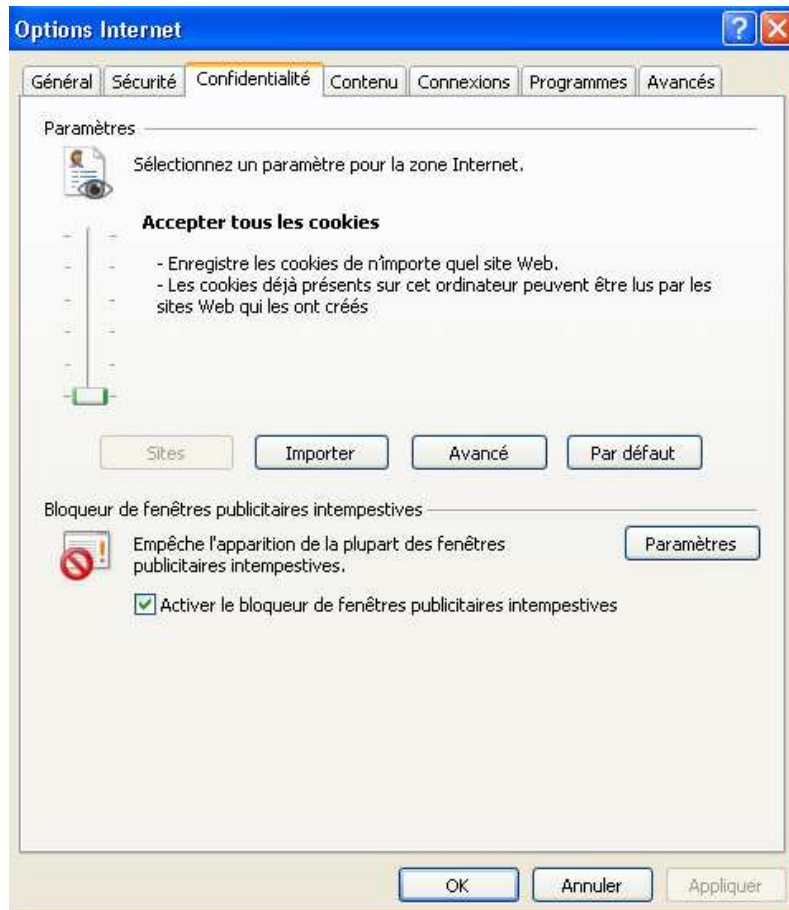 Options Internet
Général Sécurité Confidentialité Contenu Connexions Programmes Avancés
Paramètres
Sélectionnez un paramètre pour la zone Internet.
Accepter tous les cookies
- Enregistre les cookies de n'importe quel site Web.
- Les cookies déjà présents sur cet ordinateur peuvent être lus par les
sites Web qui les ont créés
Sites Importer Avancé Par défaut
Bloqueur de fenêtres publicitaires intempestives
Empêche l'apparition de la plupart des fenêtres
publicitaires intempestives.
Paramètres
Activer le bloqueur de fenêtres publicitaires intempestives
OK Annuler Appliquer